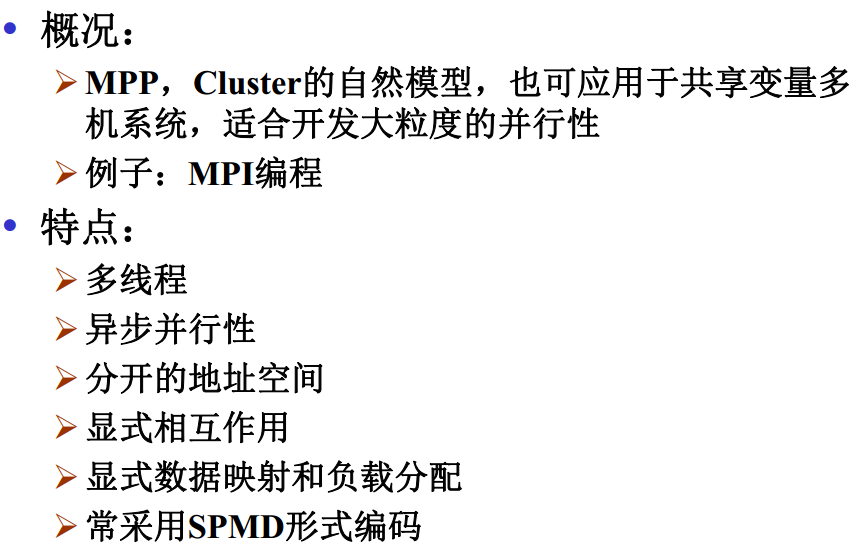 • 概况：
➢ MPP，Cluster的自然模型，也可应用于共享变量多
机系统，适合开发大粒度的并行性
➢ 例子：MPI编程
• 特点：
➢ 多线程
➢ 异步并行性
➢ 分开的地址空间
➢ 显式相互作用
➢ 显式数据映射和负载分配
➢ 常采用SPMD形式编码